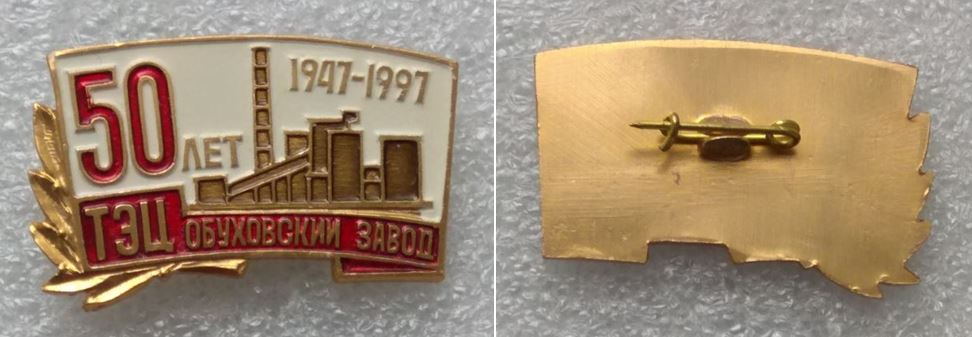 1947-1997
50 ЛЕТ
ТЭЦ ОБУХОВСКИЙ ЗАВОД